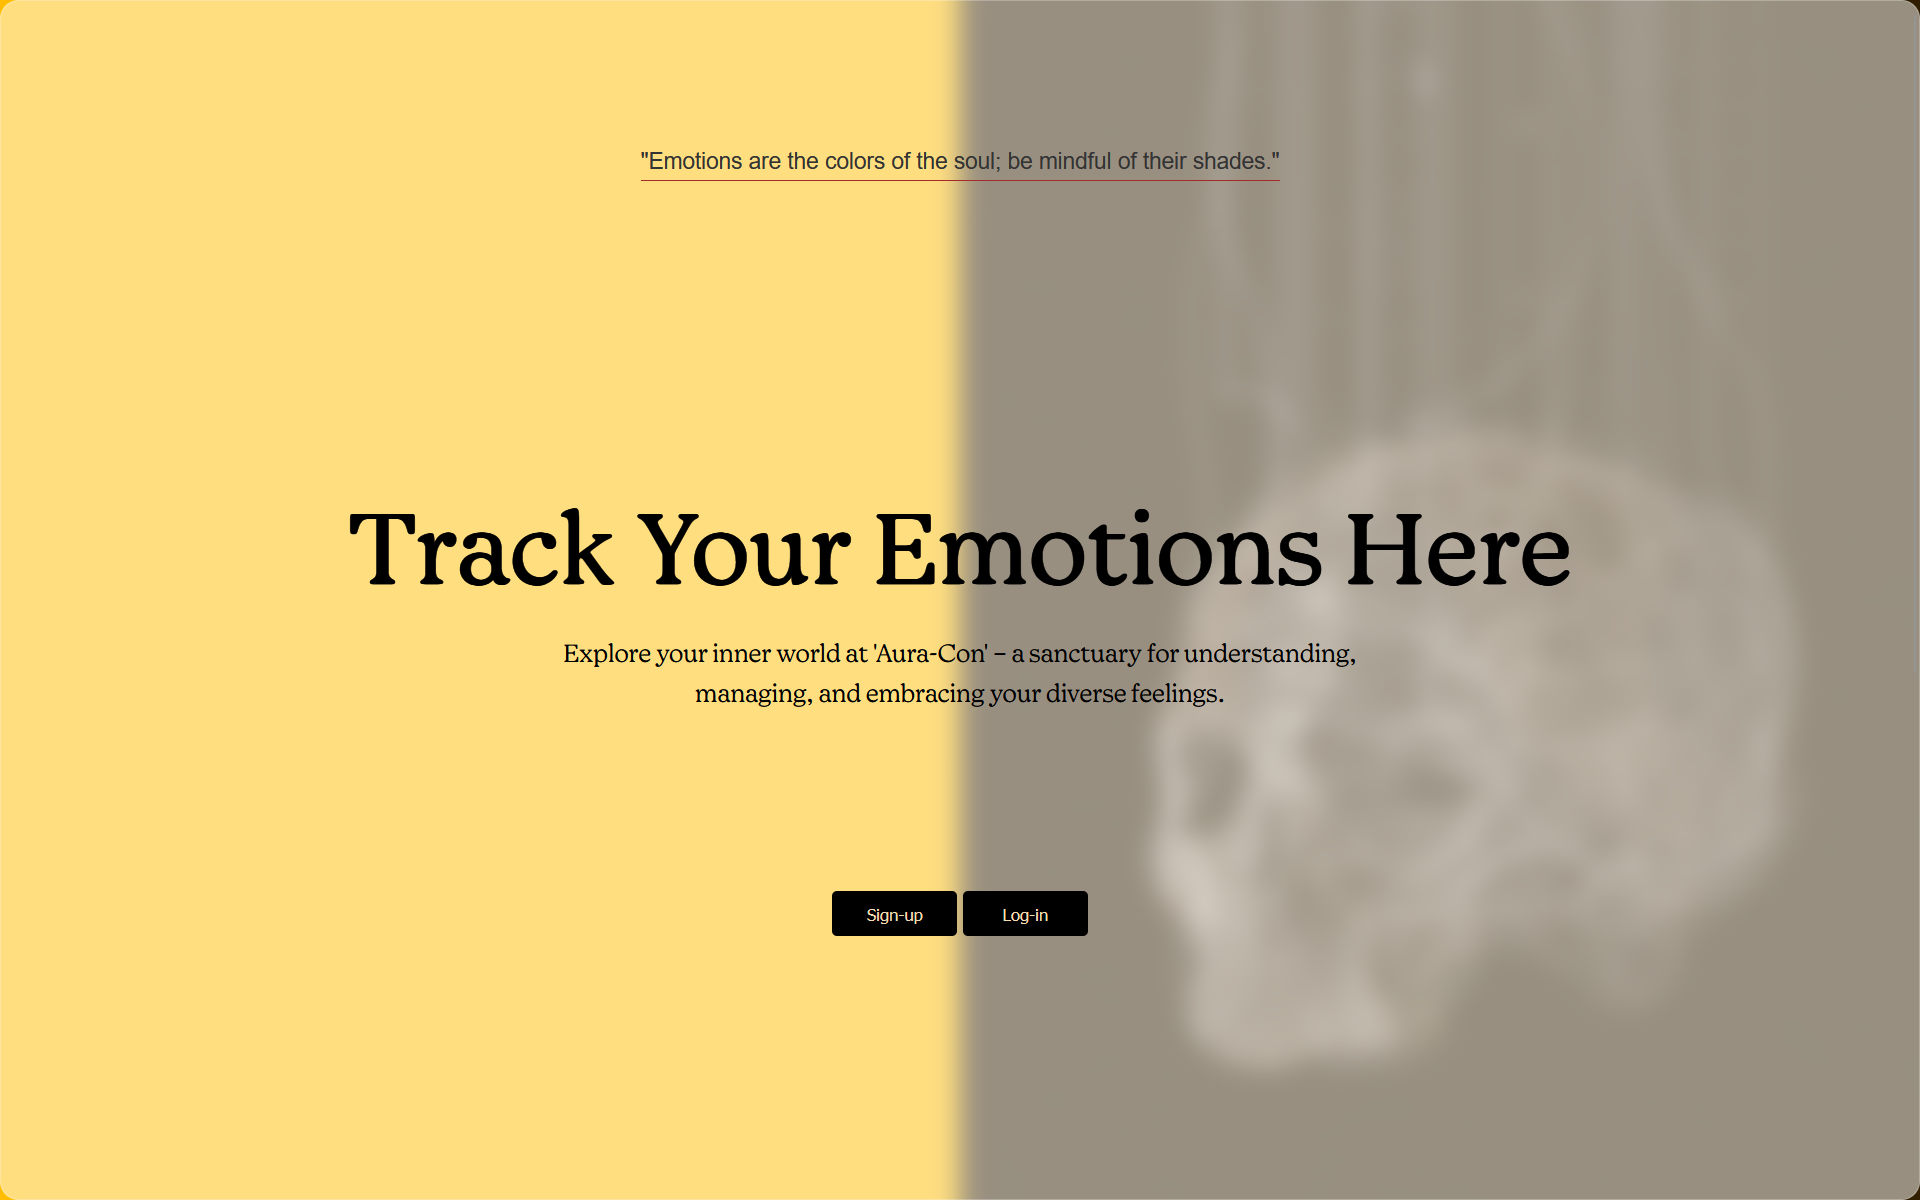 "Emotions are the colors of the soul; be mindful of their shades."
Track Your Emotions Here
Explore your inner world at 'Aura-Con' – a sanctuary for understanding,
managing, and embracing your diverse feelings.
Sign-up Log-in